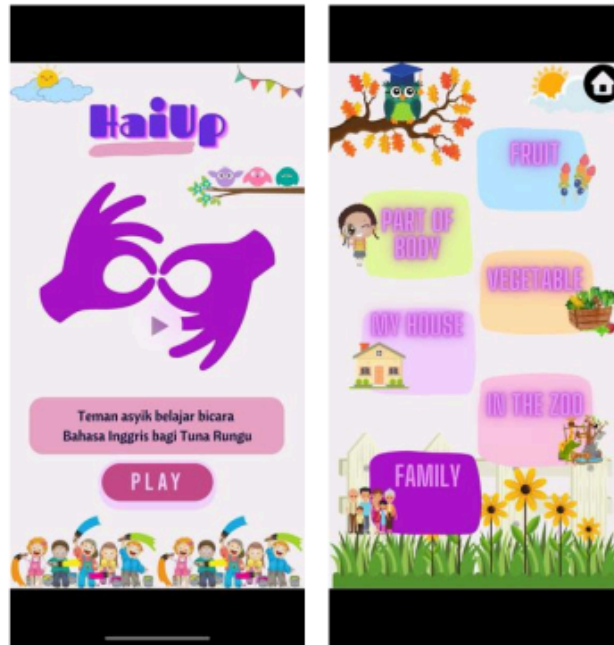 HaiUp
Teman asyik belajar bicara
Bahasa Inggris bagi Tuna Rungu
PLAY
FRUIT
PART OF
BODY
VEGETABLE
MY HOUSE
IN THE ZOO
FAMILY